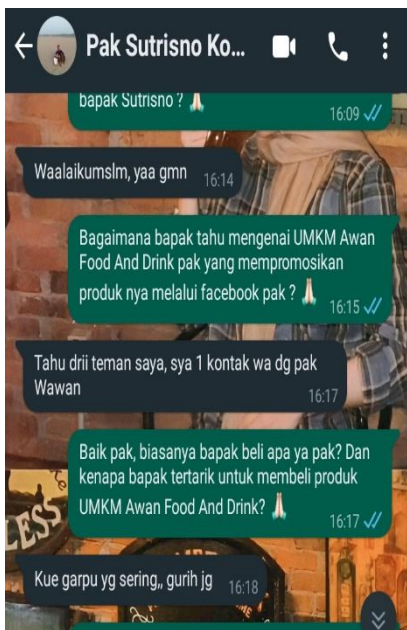 Pak Sutrisno Ko...
bapak Sutrisno ? 🙏🏻
16:09
Waalaikumslm, yaa gmn 16:14
Bagaimana bapak tahu mengenai UMKM Awan
Food And Drink pak yang mempromosikan
produk nya melalui facebook pak ? 🙏🏻
16:15
Tahu drii teman saya, sya 1 kontak wa dg pak
Wawan
16:17
Baik pak, biasanya bapak beli apa ya pak? Dan
kenapa bapak tertarik untuk membeli produk
UMKM Awan Food And Drink? 🙏🏻
16:17
LESS
Kue garpu yg sering,, gurih jg 16:18